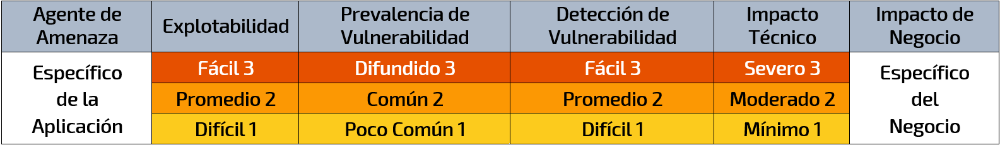 Agente de
Amenaza
Explotabilidad
Prevalencia de
Vulnerabilidad
Detección de
Vulnerabilidad
Impacto
Técnico
Impacto de
Negocio
Específico
de la
Aplicación
Fácil 3
Difundido 3
Fácil 3
Severo 3
Promedio 2
Común 2
Promedio 2
Moderado 2
Difícil 1
Poco Común 1
Difícil 1
Mínimo 1
Específico
del
Negocio